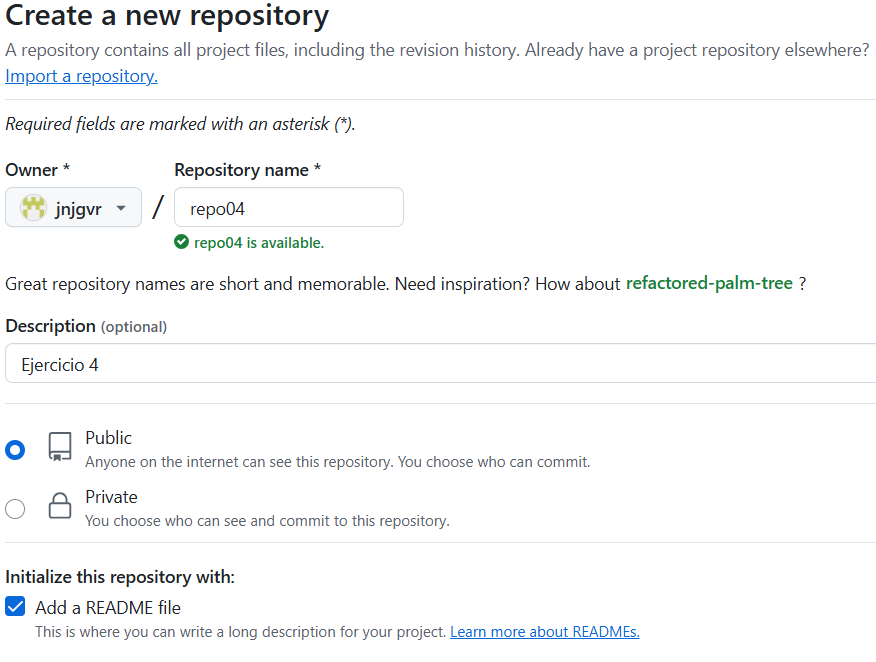 Create a new repository
A repository contains all project files, including the revision history. Already have a project repository elsewhere?
Import a repository.
Required fields are marked with an asterisk (*).
Owner * Repository name *
jnjgvr / repo04
repo04 is available.
Great repository names are short and memorable. Need inspiration? How about refactored-palm-tree ?
Description (optional)
Ejercicio 4
Public
Anyone on the internet can see this repository. You choose who can commit.
Private
You choose who can see and commit to this repository.
Initialize this repository with:
Add a README file
This is where you can write a long description for your project. Learn more about READMEs.